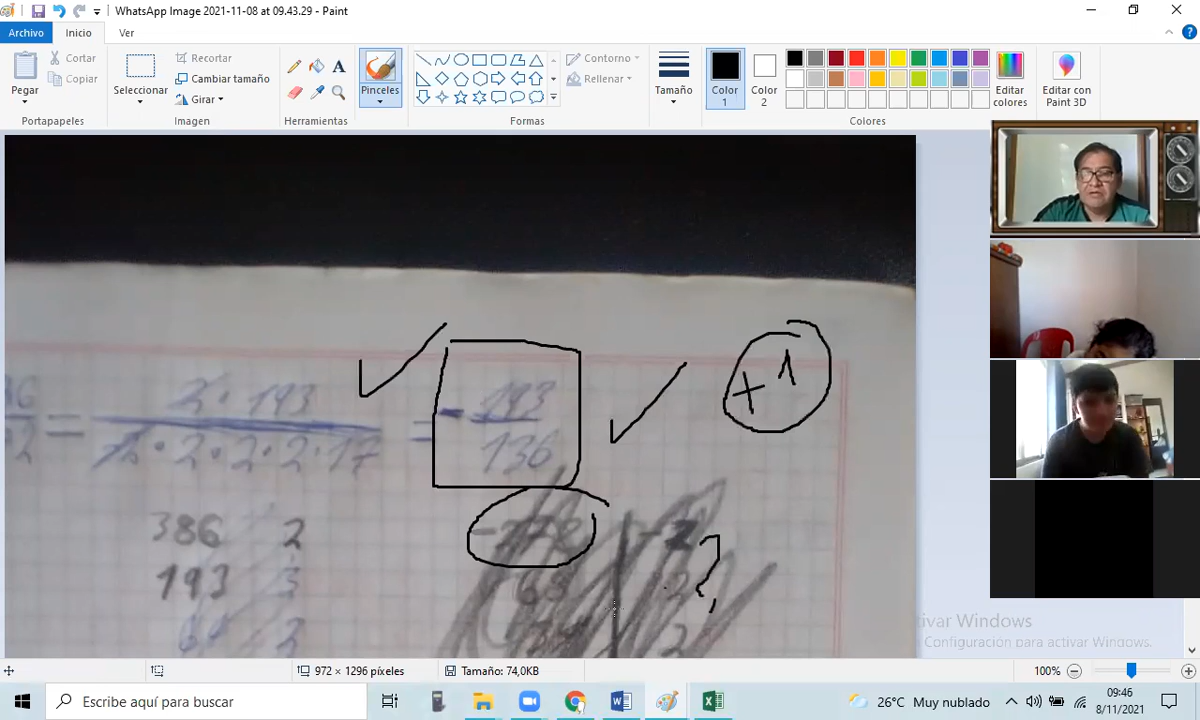 WhatsApp Image 2021-11-08 at 09.43.29 - Paint
Archivo Inicio Ver
Pegar
Cortar
Copiar
Portapapeles
Seleccionar
Recortar
Cambiar tamaño
Girar
Imagen
A
Herramientas
Pinceles
Contorno
Rellenar
Formas
Tamaño
Color 1
Color 2
Editar colores
Colores
Editar con Paint 3D
+1
= 2·193 / 2·2·2·2·17 = - 193 / 136
386 2
193 3
64 2
?
Activar Windows
Configuración para activar Windows.
972 × 1296 píxeles
Tamaño: 74,0KB
100%
Escribe aquí para buscar
26°C Muy nublado
09:46
8/11/2021